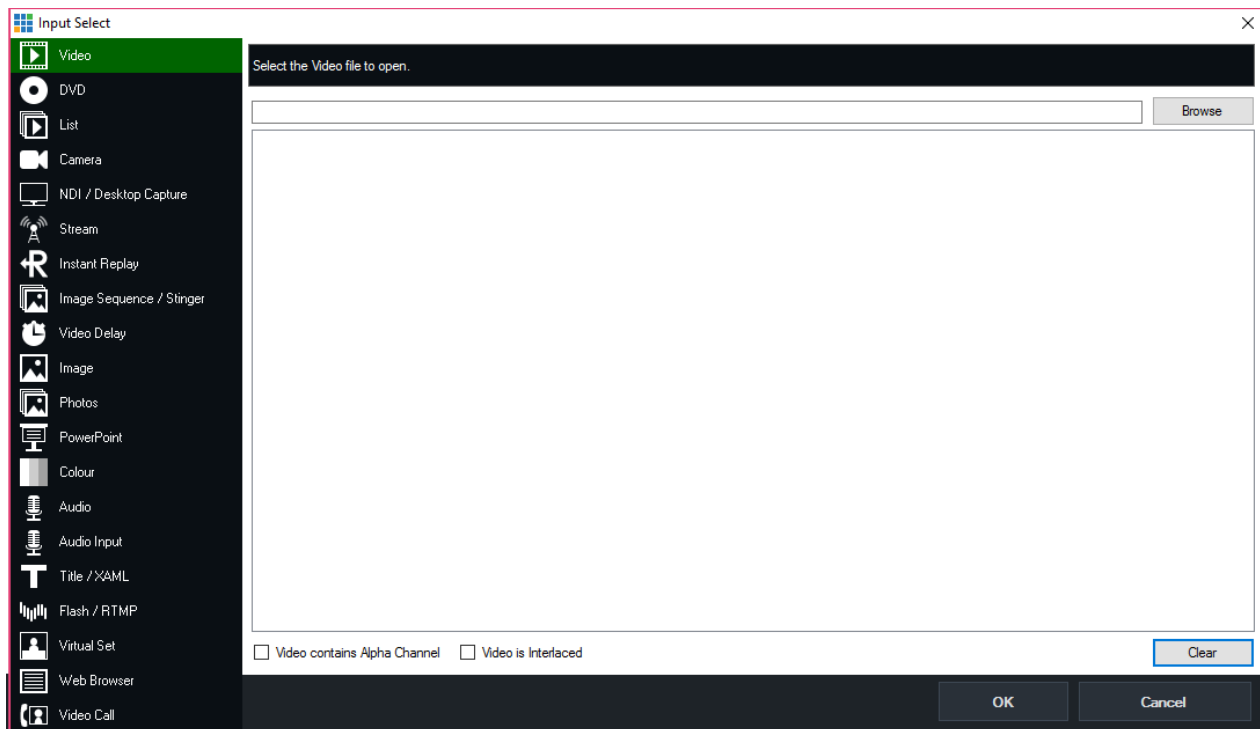 Input Select
Video
DVD
List
Camera
NDI / Desktop Capture
Stream
Instant Replay
Image Sequence / Stinger
Video Delay
Image
Photos
PowerPoint
Colour
Audio
Audio Input
Title / XAML
Flash / RTMP
Virtual Set
Web Browser
Video Call
Select the Video file to open.
Browse
Video contains Alpha Channel
Video is Interlaced
Clear
OK
Cancel